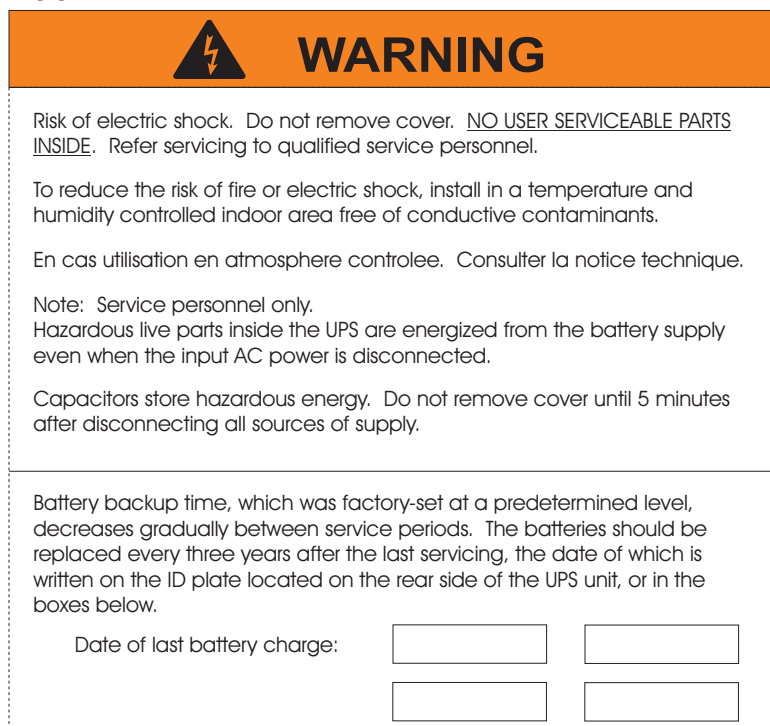 WARNING
Risk of electric shock.  Do not remove cover.  NO USER SERVICEABLE PARTS
INSIDE.  Refer servicing to qualified service personnel.
To reduce the risk of fire or electric shock, install in a temperature and
humidity controlled indoor area free of conductive contaminants.
En cas utilisation en atmosphere controlee.  Consulter la notice technique.
Note:  Service personnel only.
Hazardous live parts inside the UPS are energized from the battery supply
even when the input AC power is disconnected.
Capacitors store hazardous energy.  Do not remove cover until 5 minutes
after disconnecting all sources of supply.
Battery backup time, which was factory-set at a predetermined level,
decreases gradually between service periods.  The batteries should be
replaced every three years after the last servicing, the date of which is
written on the ID plate located on the rear side of the UPS unit, or in the
boxes below.
Date of last battery charge: